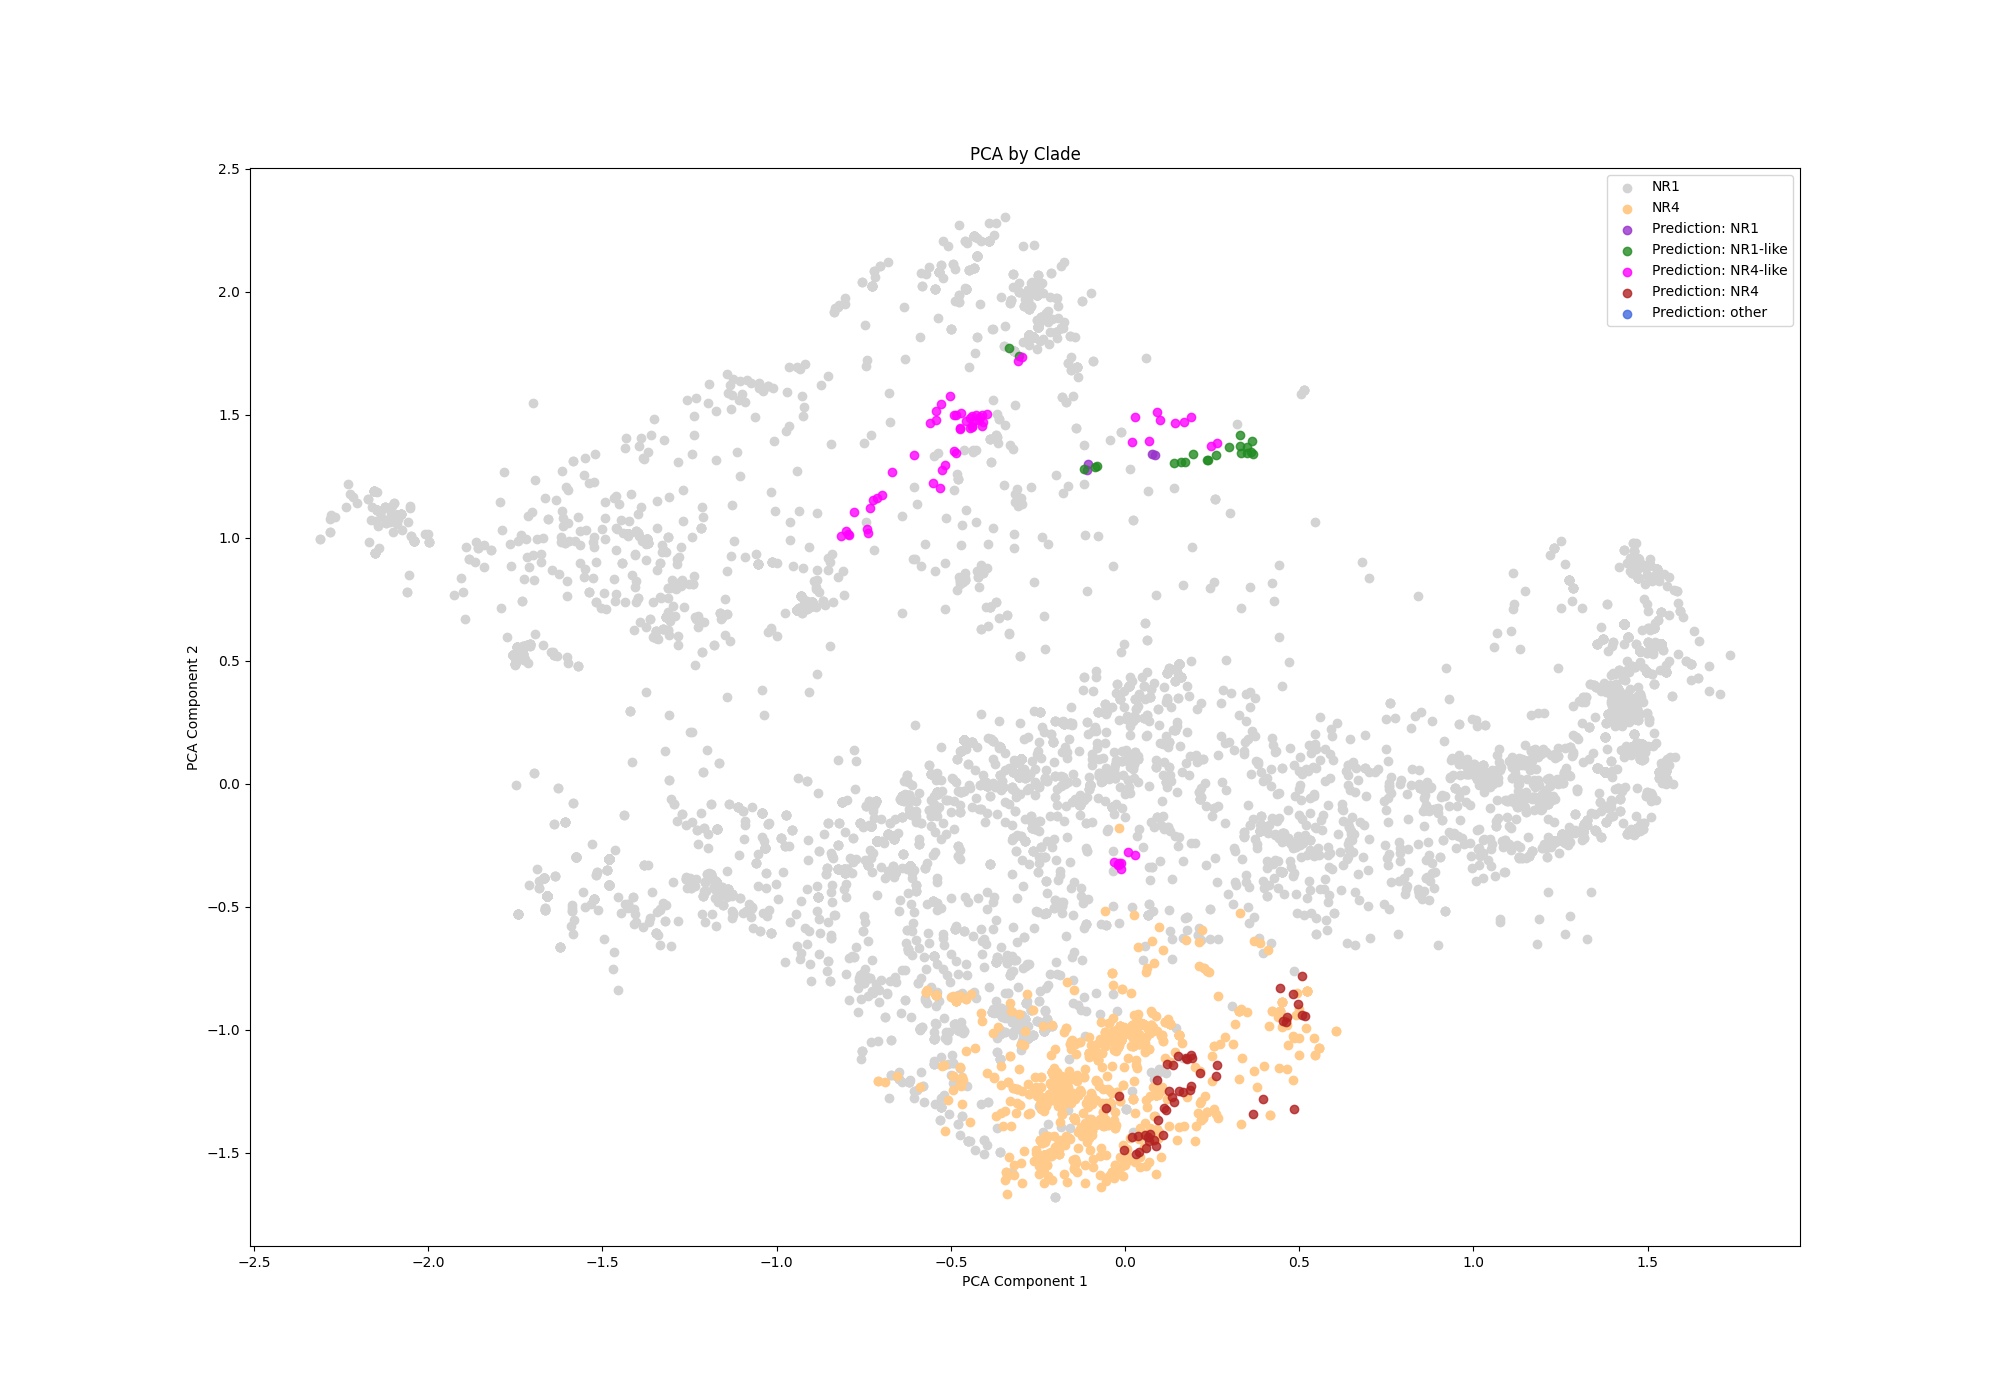 PCA by Clade
2.5
2.0
1.5
1.0
0.5
0.0
−0.5
−1.0
−1.5
PCA Component 2
−2.5 −2.0 −1.5 −1.0 −0.5 0.0 0.5 1.0 1.5
PCA Component 1
NR1
NR4
Prediction: NR1
Prediction: NR1-like
Prediction: NR4-like
Prediction: NR4
Prediction: other